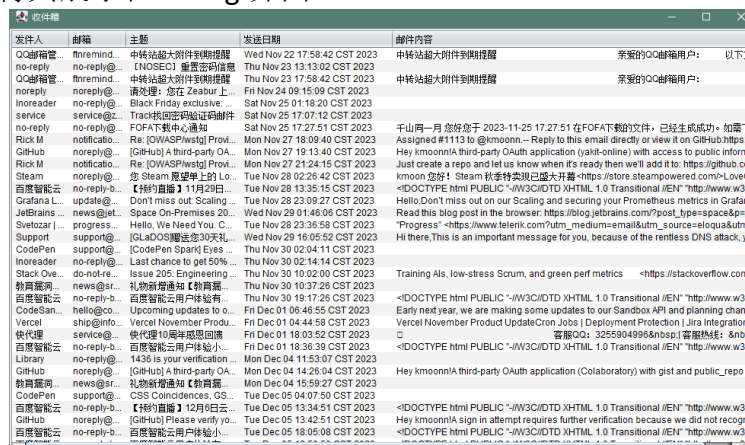 收件箱
发件人 邮箱 主题 发送日期 邮件内容
QQ邮箱管... ftnremind... 中转站超大附件到期提醒 Wed Nov 22 17:58:42 CST 2023 中转站超大附件到期提醒 亲爱的QQ邮箱用户： 以下
no-reply no-reply@... [NOSEC] 重置密码信息 Thu Nov 23 13:13:02 CST 2023
QQ邮箱管... ftnremind... 中转站超大附件到期提醒 Thu Nov 23 17:58:42 CST 2023 中转站超大附件到期提醒 亲爱的QQ邮箱用户：
noreply noreply@... 请处理：您在 Zeabur 上... Fri Nov 24 09:15:09 CST 2023
Inoreader noreply@... Black Friday exclusive: ... Sat Nov 25 01:18:20 CST 2023
service service@z... Track找回密码验证码邮件 Sat Nov 25 17:07:12 CST 2023
no-reply no-reply@... FOFA下载中心通知 Sat Nov 25 17:27:51 CST 2023 千山同一月 您好您于 2023-11-25 17:27:51 在FOFA下载的文件，已经生成成功。如需
Rick M notificatio... Re: [OWASP/wstg] Provi... Mon Nov 27 18:09:40 CST 2023 Assigned #1113 to @kmoonn.-- Reply to this email directly or view it on GitHub:https
GitHub noreply@... [GitHub] A third-party OA... Mon Nov 27 19:13:40 CST 2023 Hey kmoonn!A third-party OAuth application (yakit-online) with access to public inform
Rick M notificatio... Re: [OWASP/wstg] Provi... Mon Nov 27 21:24:15 CST 2023 Just create a repo and let us know when it's ready then we'll add it to: https://github.c
Steam noreply@... 您 Steam 愿望单上的 Lo... Tue Nov 28 02:26:42 CST 2023 kmoon 您好！ Steam 秋季特卖现已盛大开幕<https://store.steampowered.com/>Love
百度智能云 no-reply-b... 【预约直播】11月29日... Tue Nov 28 13:35:15 CST 2023 <!DOCTYPE html PUBLIC "-//W3C//DTD XHTML 1.0 Transitional //EN" "http://www.w3
Grafana L... update@... Don't miss out: Scaling ... Tue Nov 28 23:09:27 CST 2023 Hello,Don't miss out on our Scaling and securing your Prometheus metrics in Grafa
JetBrains ... news@jet... Space On-Premises 20... Wed Nov 29 01:46:06 CST 2023 Read this blog post in the browser: https://blog.jetbrains.com/?post_type=space&p=
Svetozar |... progress... Hello, We Need You. C... Tue Nov 28 23:36:58 CST 2023 "Progress" <https://www.telerik.com?utm_medium=email&utm_source=eloqua&utm
Support support@... [GLaDOS]赠送您30天礼... Wed Nov 29 16:05:52 CST 2023 Hi there,This is an important message for you, because of the rentless DNS attack, y
CodePen support@... [CodePen Spark] Eyes ... Thu Nov 30 02:04:11 CST 2023
Inoreader no-reply@... Last chance to get 50% ... Thu Nov 30 02:14:14 CST 2023
Stack Ove... do-not-re... Issue 205: Engineering ... Thu Nov 30 10:02:00 CST 2023 Training AIs, low-stress Scrum, and green perf metrics <https://stackoverflow.com
教育漏洞... news@sr... 礼物新增通知【教育漏... Thu Nov 30 10:37:26 CST 2023
百度智能云 no-reply-b... 百度智能云用户体验有... Thu Nov 30 19:17:26 CST 2023 <!DOCTYPE html PUBLIC "-//W3C//DTD XHTML 1.0 Transitional //EN" "http://www.w3
CodeSan... hello@co... Upcoming updates to o... Fri Dec 01 06:46:55 CST 2023 Early next year, we are making some updates to our Sandbox API and planning chan
Vercel ship@info... Vercel November Produ... Fri Dec 01 04:44:58 CST 2023 Vercel November Product UpdateCron Jobs | Deployment Protection | Jira Integration
快代理 service@... 快代理10周年感恩回馈 Fri Dec 01 18:03:52 CST 2023 客服QQ：3255904996&nbsp;|客服热线：&nb
百度智能云 no-reply-b... 百度智能云用户体验小... Fri Dec 01 18:36:39 CST 2023 <!DOCTYPE html PUBLIC "-//W3C//DTD XHTML 1.0 Transitional //EN" "http://www.w3
Library no-reply@... 1436 is your verification ... Mon Dec 04 11:53:07 CST 2023
GitHub noreply@... [GitHub] A third-party OA... Mon Dec 04 14:26:04 CST 2023 Hey kmoonn!A third-party OAuth application (Colaboratory) with gist and public_repo
教育漏洞... news@sr... 礼物新增通知【教育漏... Mon Dec 04 15:59:27 CST 2023
CodePen support@... CSS Coincidences, GS... Tue Dec 05 04:07:50 CST 2023
百度智能云 no-reply-b... 【预约直播】12月6日云... Tue Dec 05 13:34:51 CST 2023 <!DOCTYPE html PUBLIC "-//W3C//DTD XHTML 1.0 Transitional //EN" "http://www.w3
GitHub noreply@... [GitHub] Please verify yo... Tue Dec 05 13:42:51 CST 2023 Hey kmoonn!A sign in attempt requires further verification because we did not recog
百度智能云 no-reply-b... 百度智能云用户体验小... Tue Dec 05 18:05:08 CST 2023 <!DOCTYPE html PUBLIC "-//W3C//DTD XHTML 1.0 Transitional //EN" "http://www.w3